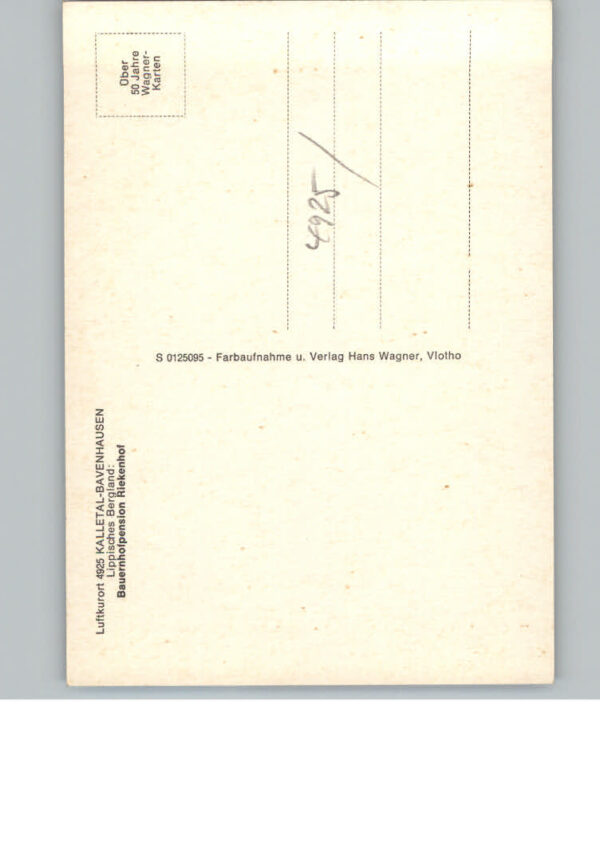 Luftkurort 4925 KALLETAL-BAVENHAUSEN
Lippisches Bergland:
Bauernhofpension Riekenhof
Über
50 Jahre
Wagner-
Karten
S 0125095 - Farbaufnahme u. Verlag Hans Wagner, Vlotho
4925 /